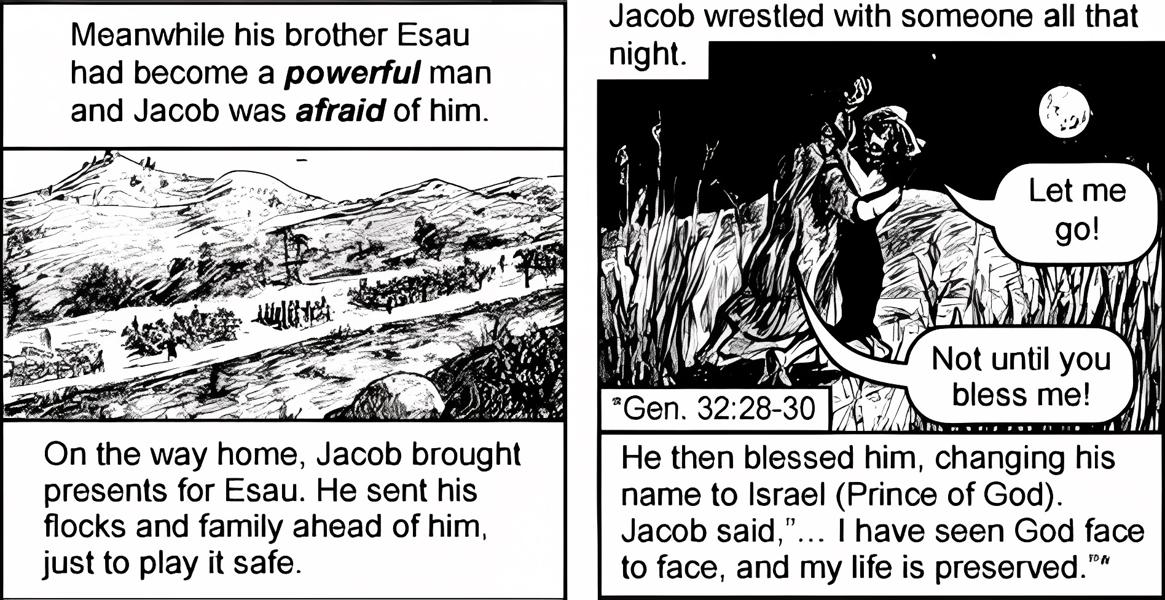 Meanwhile his brother Esau
had become a powerful man
and Jacob was afraid of him.
On the way home, Jacob brought
presents for Esau. He sent his
flocks and family ahead of him,
just to play it safe.
Jacob wrestled with someone all that
night.
Let me
go!
Not until you
bless me!
Gen. 32:28-30
He then blessed him, changing his
name to Israel (Prince of God).
Jacob said,"... I have seen God face
to face, and my life is preserved."